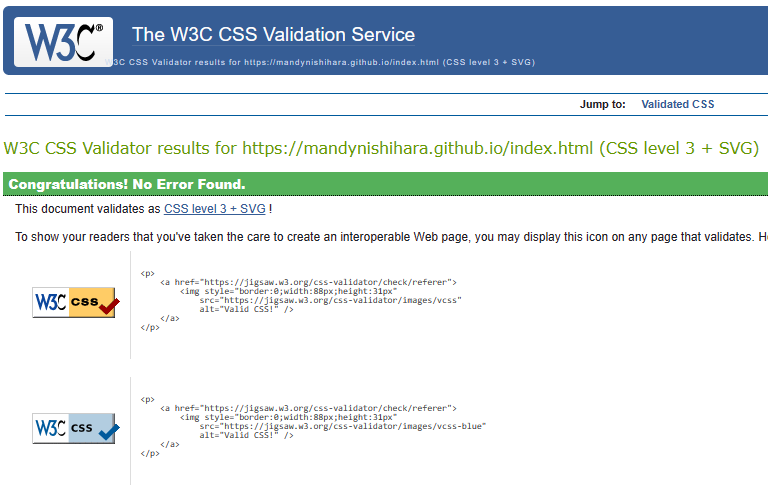 W3C®
The W3C CSS Validation Service
W3C CSS Validator results for https://mandynishihara.github.io/index.html (CSS level 3 + SVG)
Jump to: Validated CSS
W3C CSS Validator results for https://mandynishihara.github.io/index.html (CSS level 3 + SVG)
Congratulations! No Error Found.
This document validates as CSS level 3 + SVG !
To show your readers that you've taken the care to create an interoperable Web page, you may display this icon on any page that validates.
W3C css
<p>
<a href="https://jigsaw.w3.org/css-validator/check/referer">
<img style="border:0;width:88px;height:31px"
src="https://jigsaw.w3.org/css-validator/images/vcss"
alt="Valid CSS!" />
</a>
</p>
W3C css
<p>
<a href="https://jigsaw.w3.org/css-validator/check/referer">
<img style="border:0;width:88px;height:31px"
src="https://jigsaw.w3.org/css-validator/images/vcss-blue"
alt="Valid CSS!" />
</a>
</p>